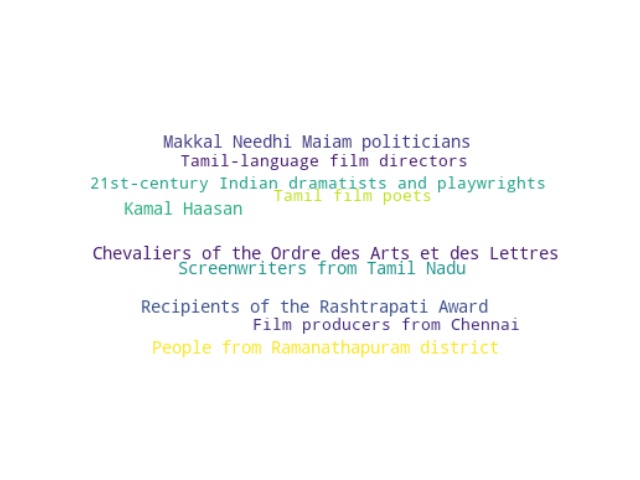 Makkal Needhi Maiam politicians
Tamil-language film directors
21st-century Indian dramatists and playwrights
Tamil film poets
Kamal Haasan
Chevaliers of the Ordre des Arts et des Lettres
Screenwriters from Tamil Nadu
Recipients of the Rashtrapati Award
Film producers from Chennai
People from Ramanathapuram district